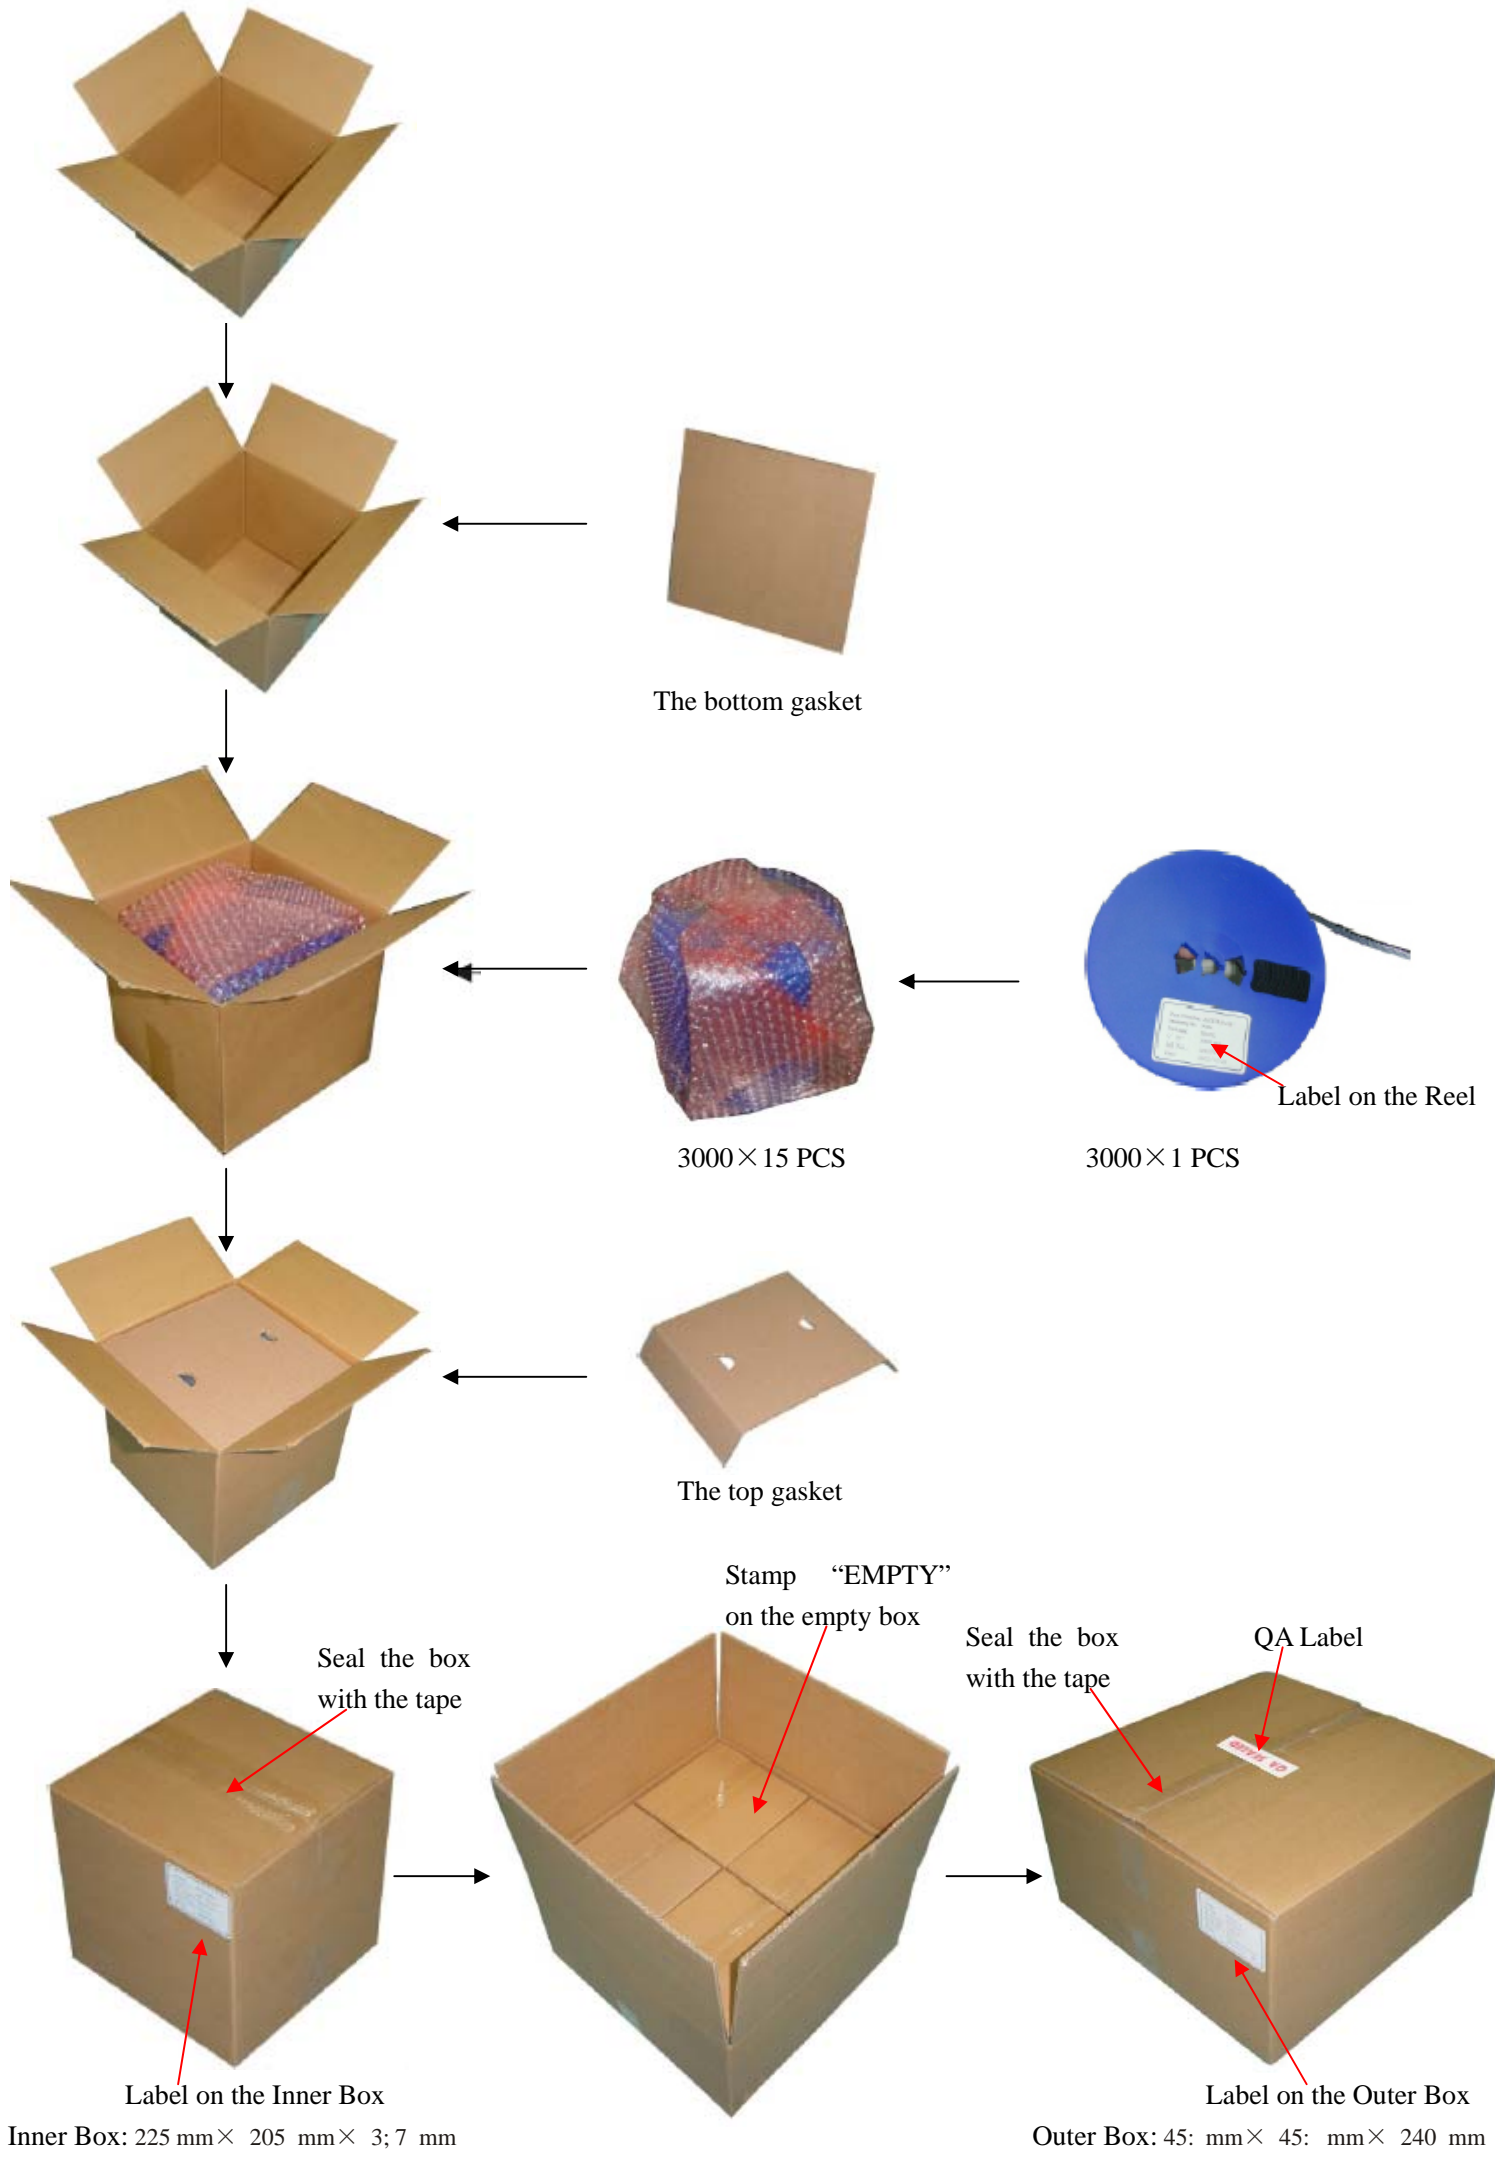 The bottom gasket
Label on the Reel
3000×15 PCS
3000×1 PCS
The top gasket
Stamp “EMPTY”
on the empty box
Seal the box
with the tape
QA Label
Seal the box
with the tape
QA SEALED
Label on the Inner Box
Label on the Outer Box
Inner Box: 225 mm× 205 mm× 3; 7 mm
Outer Box: 45: mm× 45: mm× 240 mm